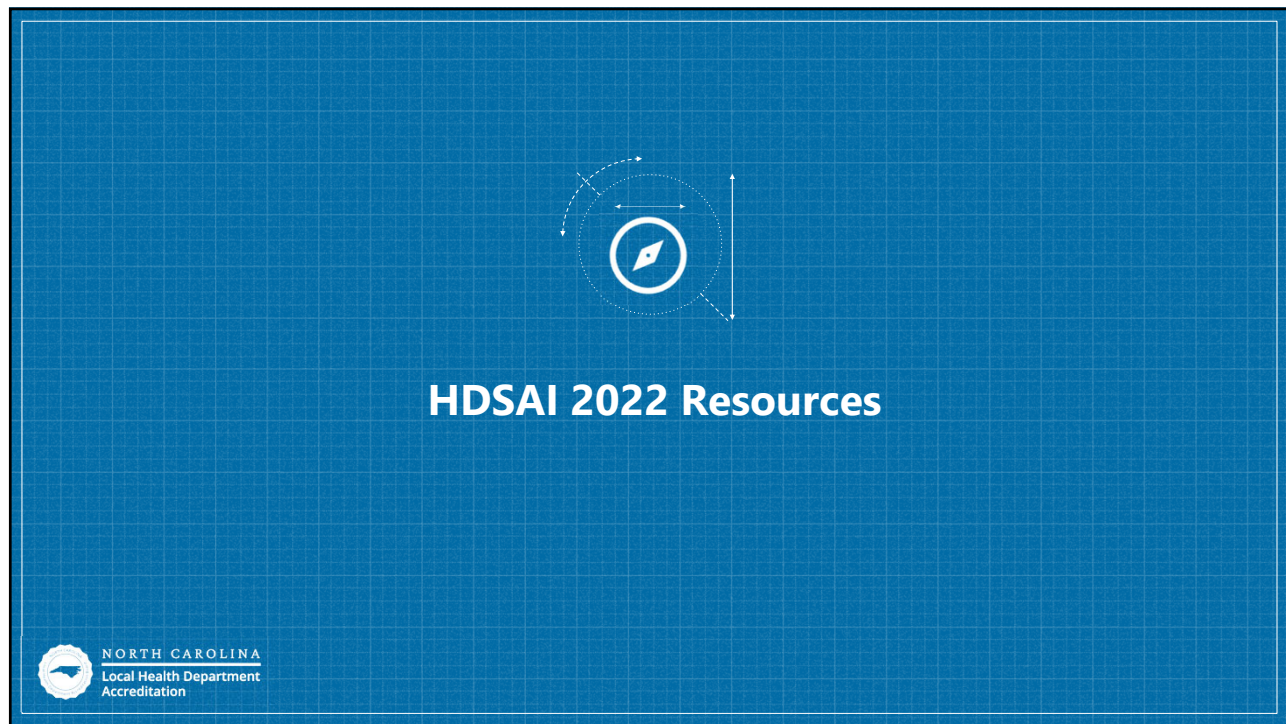 HDSAI 2022 Resources
NORTH CAROLINA
Local Health Department
Accreditation